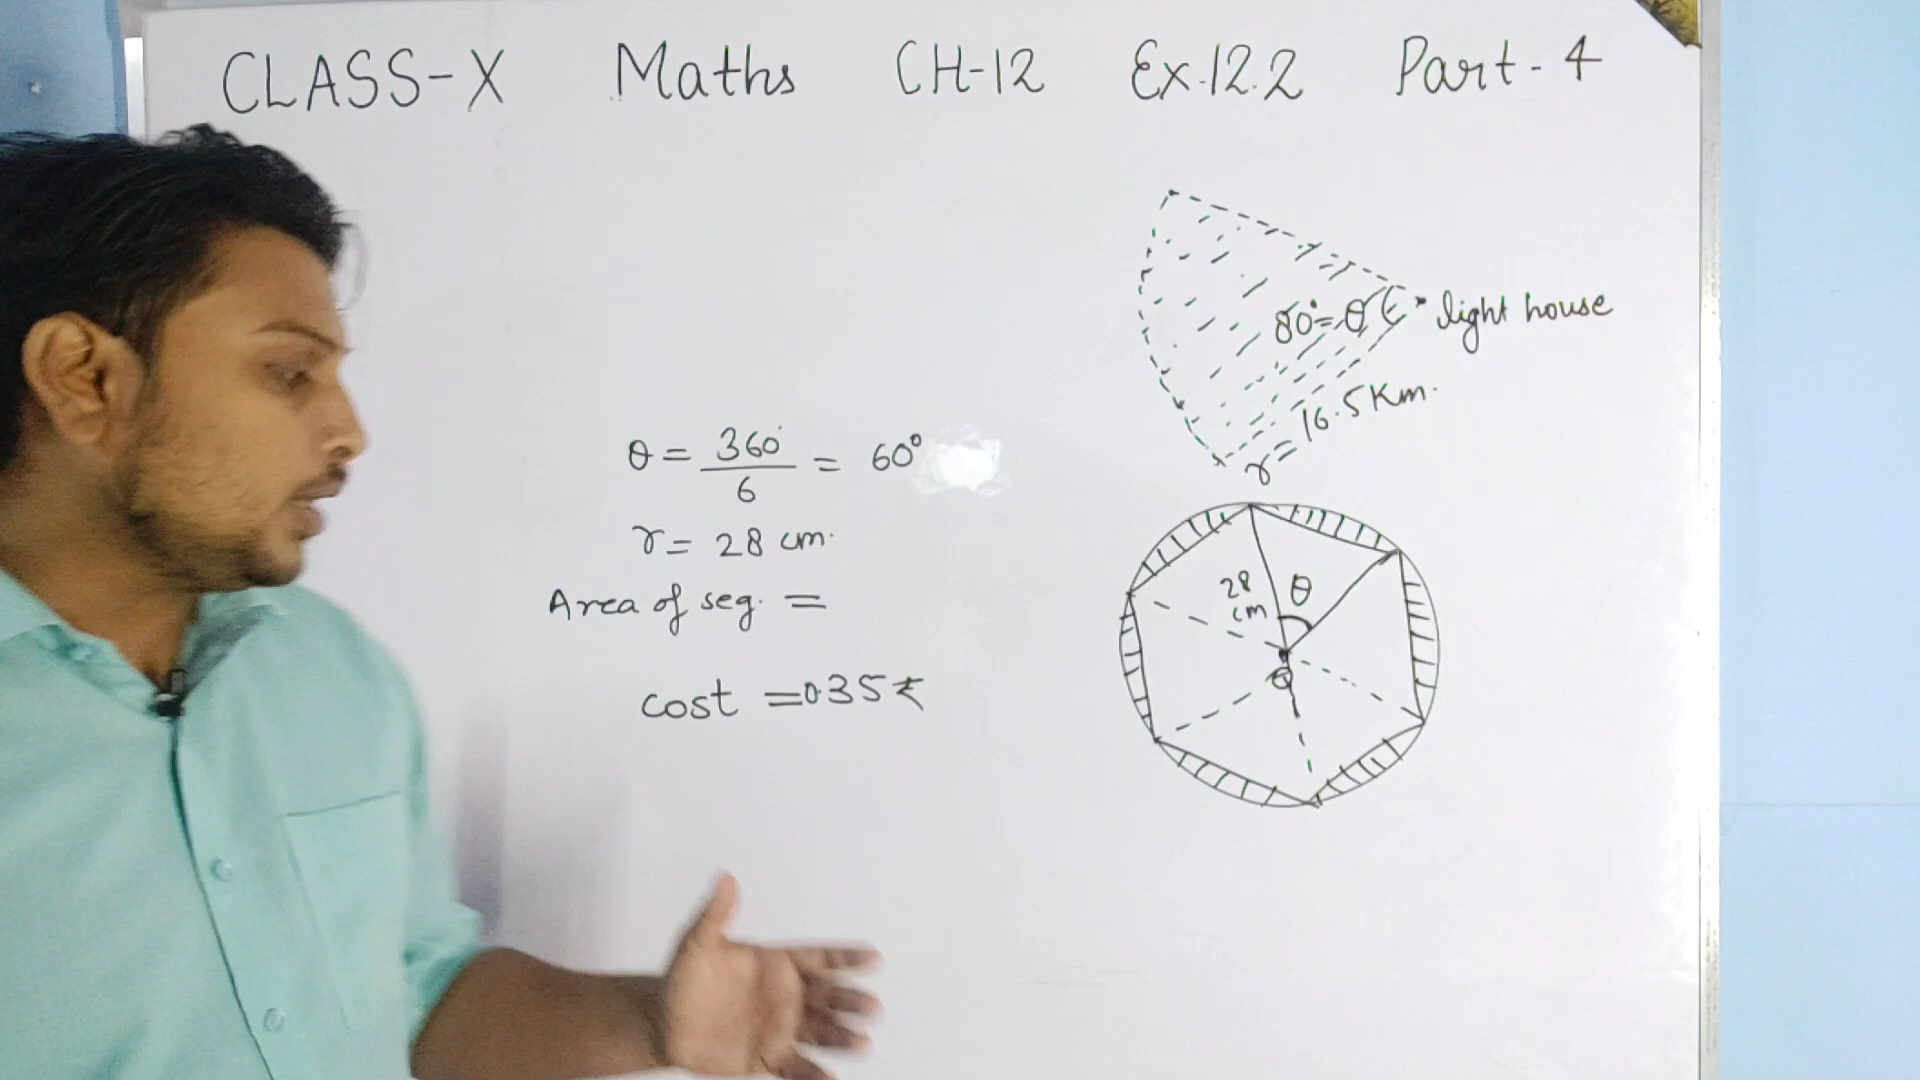 CLASS-X Maths CH-12 Ex.12.2 Part-4
80°=θ light house
r = 16.5 Km.
θ = 360°/6 = 60°
r = 28 cm.
Area of seg. =
cost = 0.35₹
28 cm θ
O